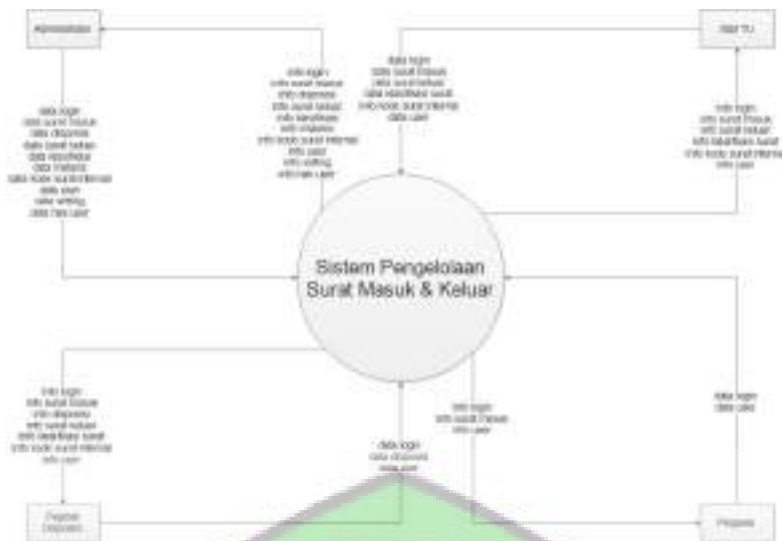 Administrator
Staf TU
info login
info surat masuk
info disposisi
info surat keluar
info klasifikasi
info instansi
info kode surat internal
info user
info setting
info hak user
data login
data surat masuk
data surat keluar
data klasifikasi surat
info kode surat internal
data user
data login
data surat masuk
data disposisi
data surat keluar
data klasifikasi
data instansi
data kode surat internal
data user
data setting
data hak user
info login
info surat masuk
info surat keluar
info klasifikasi surat
info kode surat internal
info user
Sistem Pengelolaan
Surat Masuk & Keluar
info login
info surat masuk
info disposisi
info surat keluar
info klasifikasi surat
info kode surat internal
info user
data login
data disposisi
data user
info login
info surat masuk
info user
data login
data user
Pejabat
Disposisi